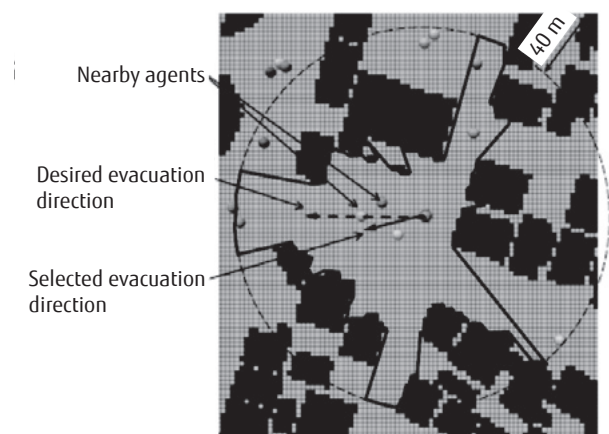 40 m
Nearby agents
Desired evacuation
direction
Selected evacuation
direction